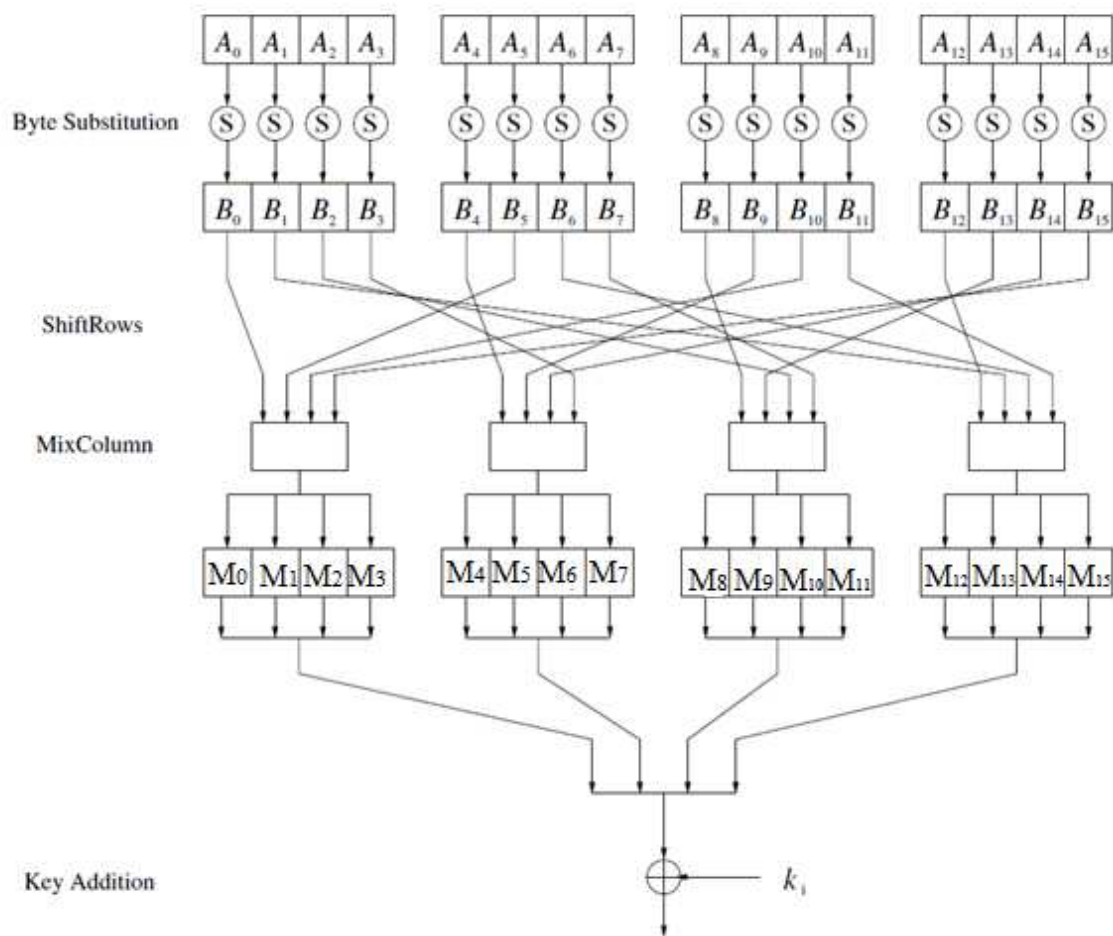 A₀ A₁ A₂ A₃ A₄ A₅ A₆ A₇ A₈ A₉ A₁₀ A₁₁ A₁₂ A₁₃ A₁₄ A₁₅
Byte Substitution S S S S S S S S S S S S S S S S
B₀ B₁ B₂ B₃ B₄ B₅ B₆ B₇ B₈ B₉ B₁₀ B₁₁ B₁₂ B₁₃ B₁₄ B₁₅
ShiftRows
MixColumn
M₀ M₁ M₂ M₃ M₄ M₅ M₆ M₇ M₈ M₉ M₁₀ M₁₁ M₁₂ M₁₃ M₁₄ M₁₅
Key Addition kᵢ